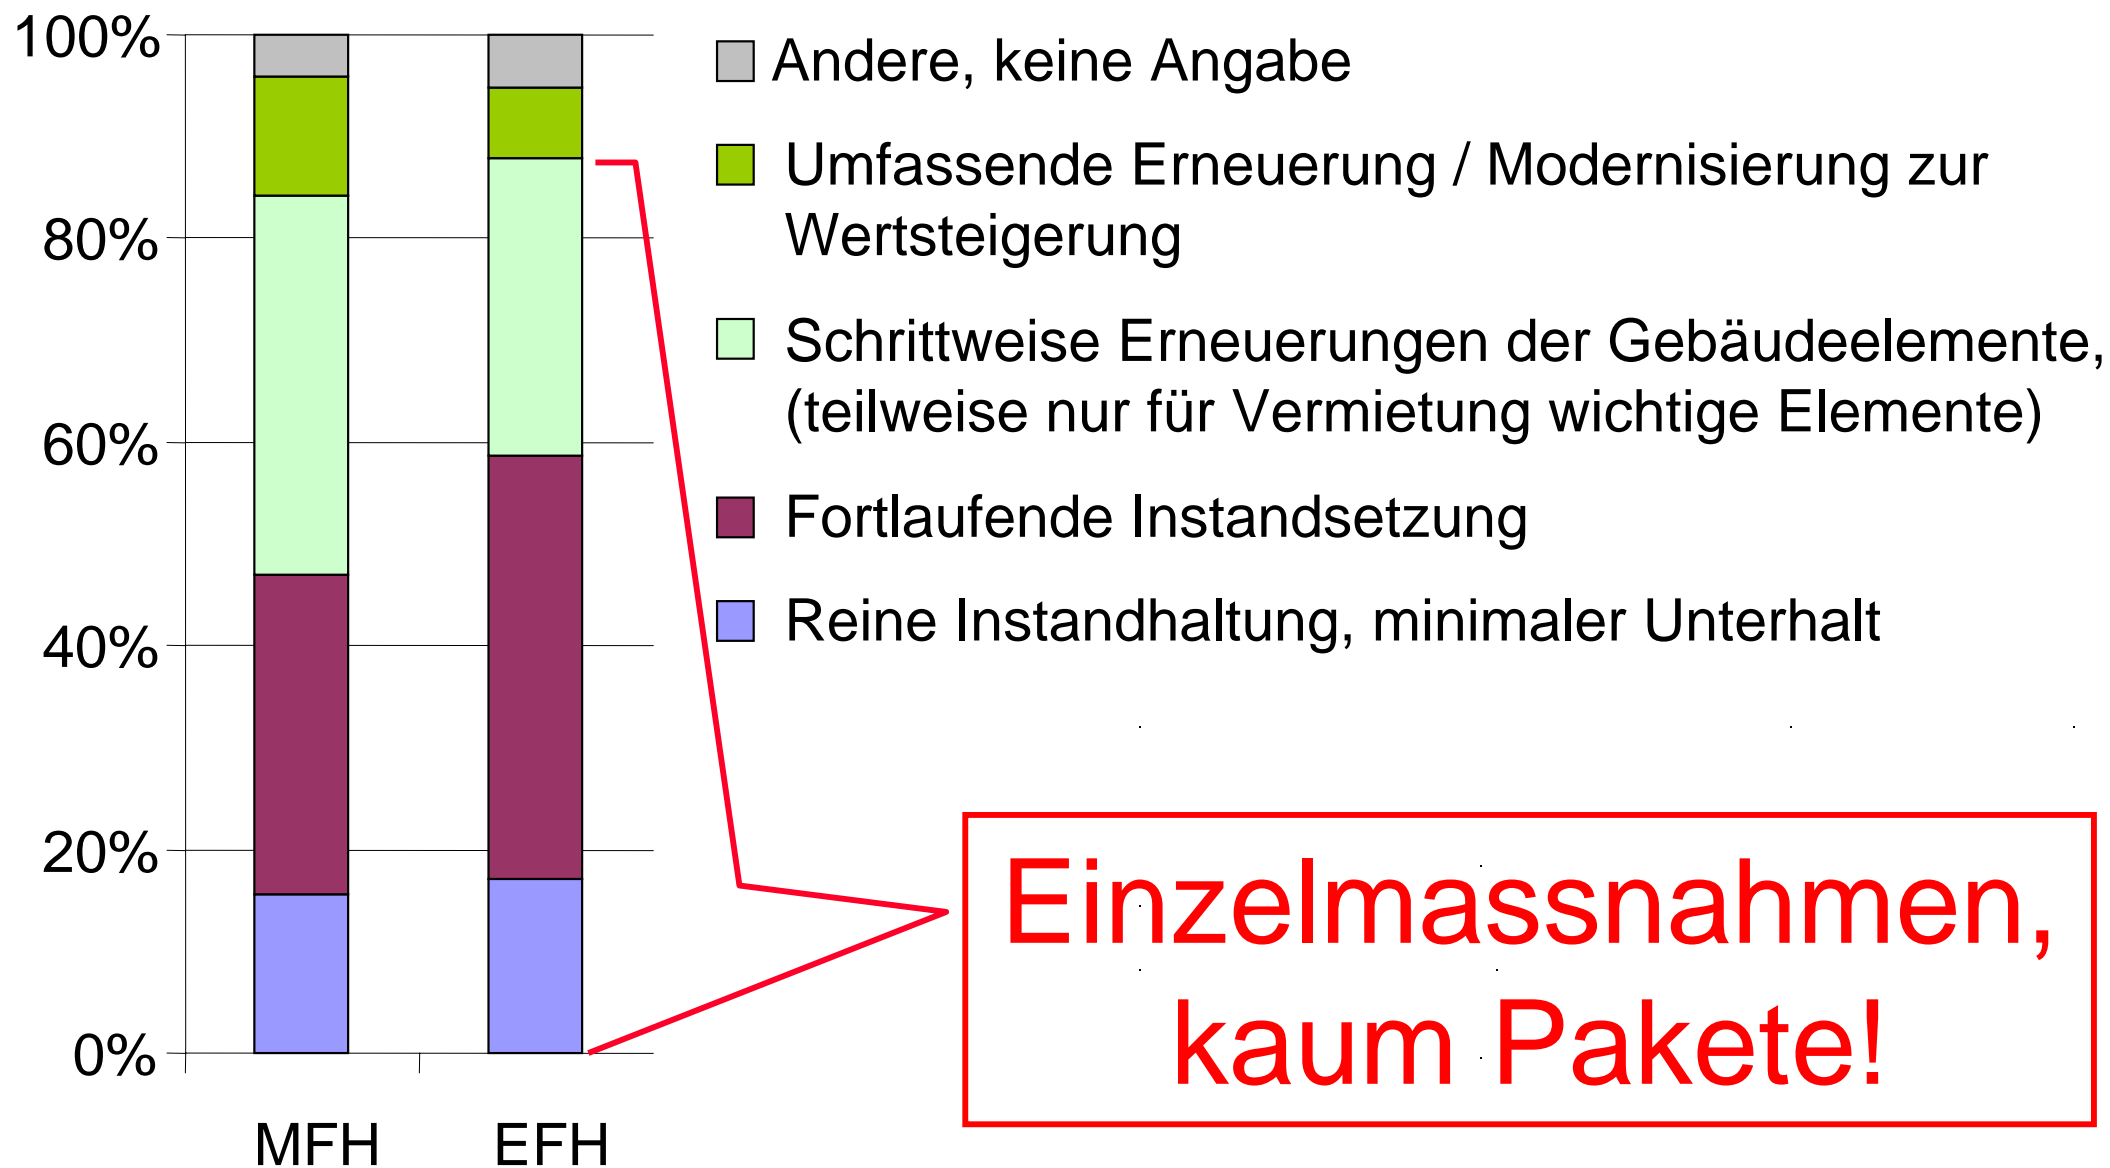 100%
80%
60%
40%
20%
0%
MFH EFH
Andere, keine Angabe
Umfassende Erneuerung / Modernisierung zur
Wertsteigerung
Schrittweise Erneuerungen der Gebäudeelemente,
(teilweise nur für Vermietung wichtige Elemente)
Fortlaufende Instandsetzung
Reine Instandhaltung, minimaler Unterhalt
Einzelmassnahmen,
kaum Pakete!